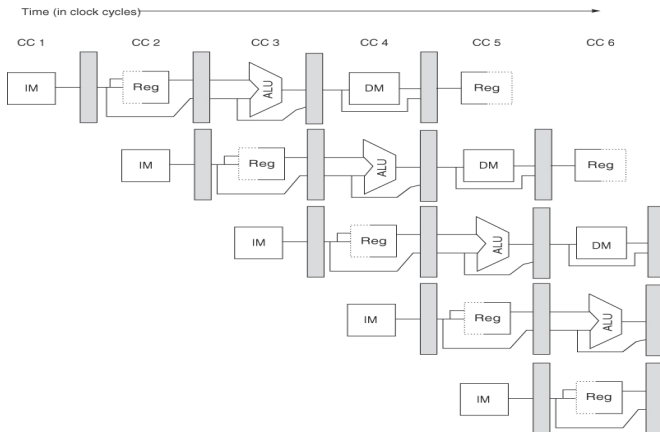 Time (in clock cycles)
CC 1 CC 2 CC 3 CC 4 CC 5 CC 6
IM Reg ALU DM Reg
IM Reg ALU DM Reg
IM Reg ALU DM
IM Reg ALU
IM Reg